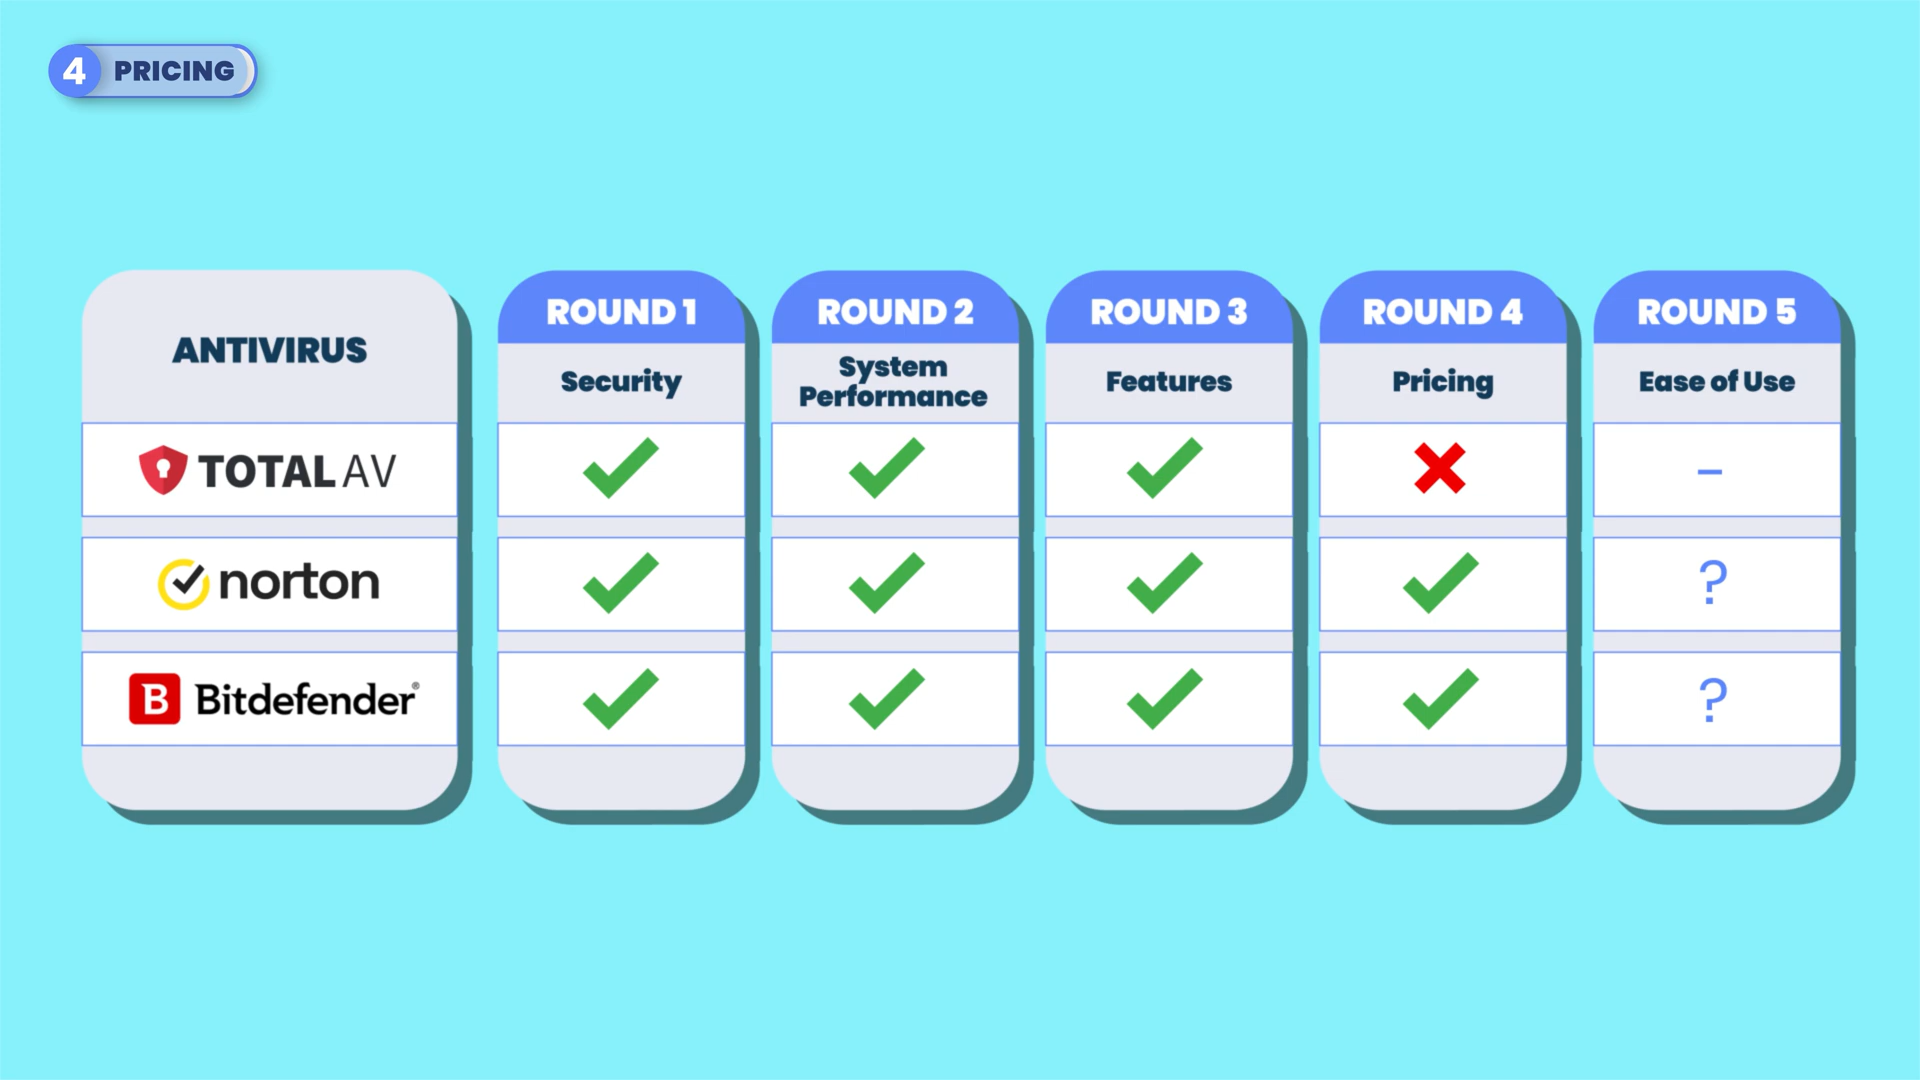 4 PRICING
ANTIVIRUS
ROUND 1
ROUND 2
ROUND 3
ROUND 4
ROUND 5
Security
System
Performance
Features
Pricing
Ease of Use
TOTAL AV
–
norton
?
B Bitdefender®
?